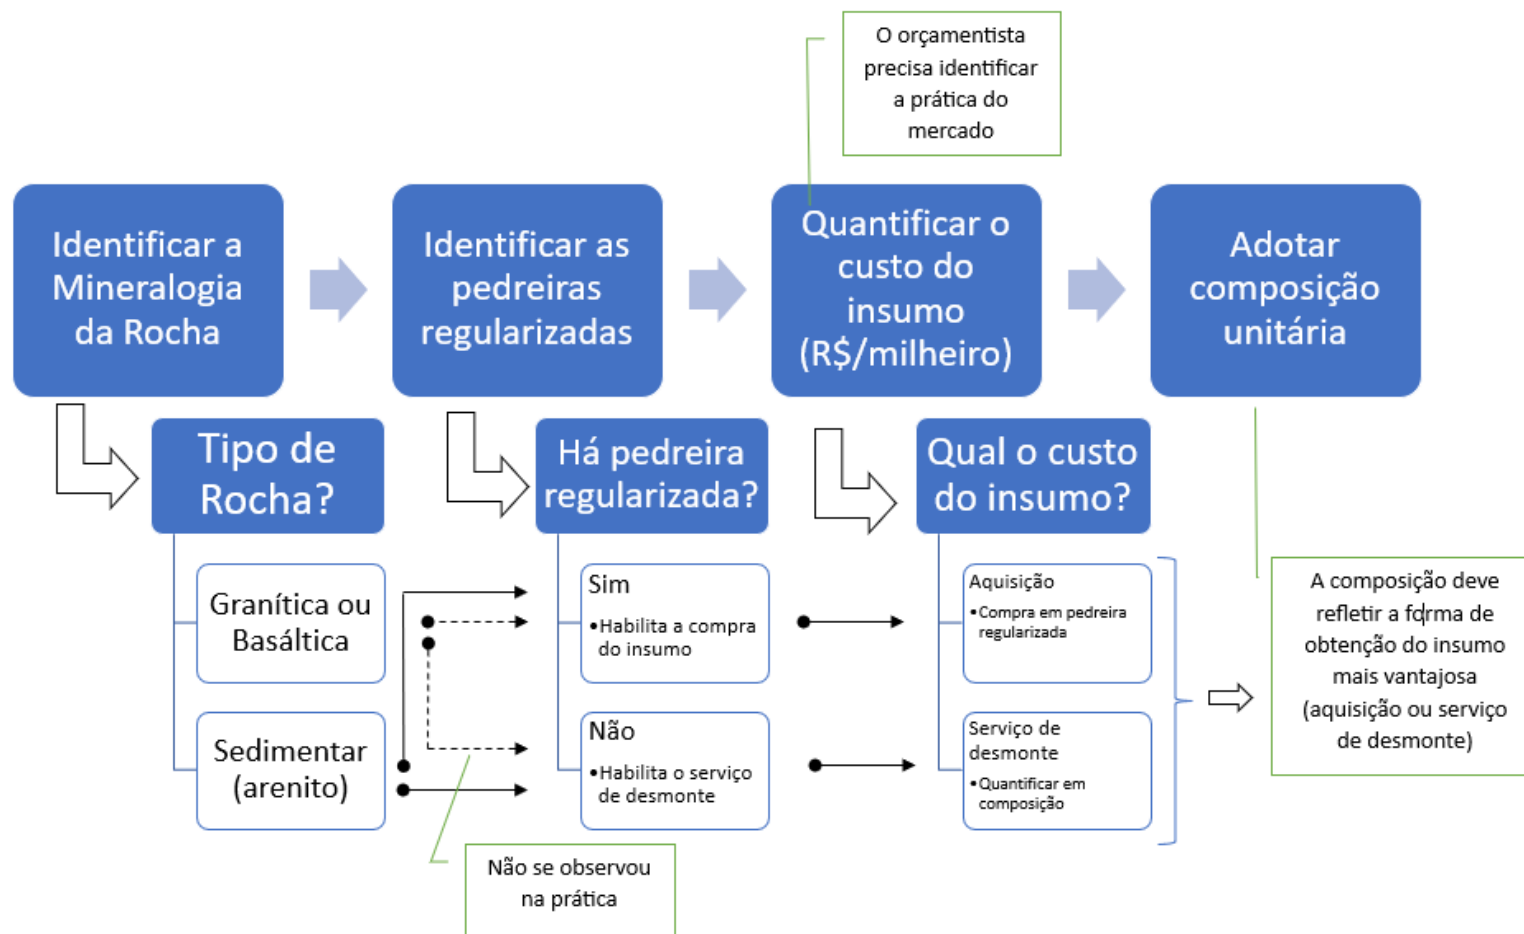 O orçamentista
precisa identificar
a prática do
mercado
Identificar a
Mineralogia
da Rocha
Identificar as
pedreiras
regularizadas
Quantificar o
custo do
insumo
(R$/milheiro)
Adotar
composição
unitária
Tipo de
Rocha?
Há pedreira
regularizada?
Qual o custo
do insumo?
Granítica ou
Basáltica
Sedimentar
(arenito)
Sim
•Habilita a compra
do insumo
Não
•Habilita o serviço
de desmonte
Aquisição
•Compra em pedreira
regularizada
Serviço de
desmonte
•Quantificar em
composição
A composição deve
refletir a forma de
obtenção do insumo
mais vantajosa
(aquisição ou serviço
de desmonte)
Não se observou
na prática